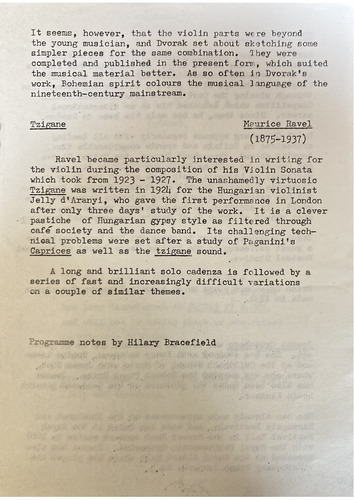 It seems, however, that the violin parts were beyond
the young musician, and Dvorak set about sketching some
simpler pieces for the same combination. They were
completed and published in the present form, which suited
the musical material better. As so often in Dvorak's
work, Bohemian spirit colours the musical language of the
nineteenth-century mainstream.
Tzigane Maurice Ravel
(1875-1937)
Ravel became particularly interested in writing for
the violin during the composition of his Violin Sonata
which took from 1923 - 1927. The unashamedly virtuosic
Tzigane was written in 1924 for the Hungarian violinist
Jelly d'Aranyi, who gave the first performance in London
after only three days' study of the work. It is a clever
pastiche of Hungarian gypsy style as filtered through
café society and the dance band. Its challenging tech-
nical problems were set after a study of Paganini's
Caprices as well as the tzigane sound.
A long and brilliant solo cadenza is followed by a
series of fast and increasingly difficult variations
on a couple of similar themes.
Programme notes by Hilary Bracefield